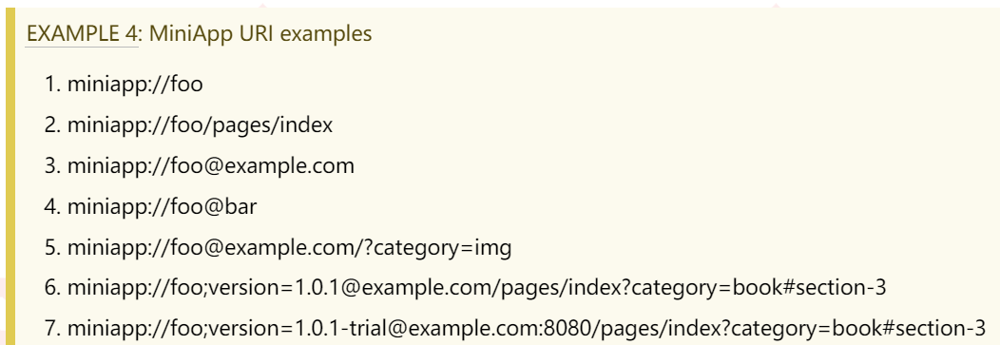 EXAMPLE 4: MiniApp URI examples
1. miniapp://foo
2. miniapp://foo/pages/index
3. miniapp://foo@example.com
4. miniapp://foo@bar
5. miniapp://foo@example.com/?category=img
6. miniapp://foo;version=1.0.1@example.com/pages/index?category=book#section-3
7. miniapp://foo;version=1.0.1-trial@example.com:8080/pages/index?category=book#section-3